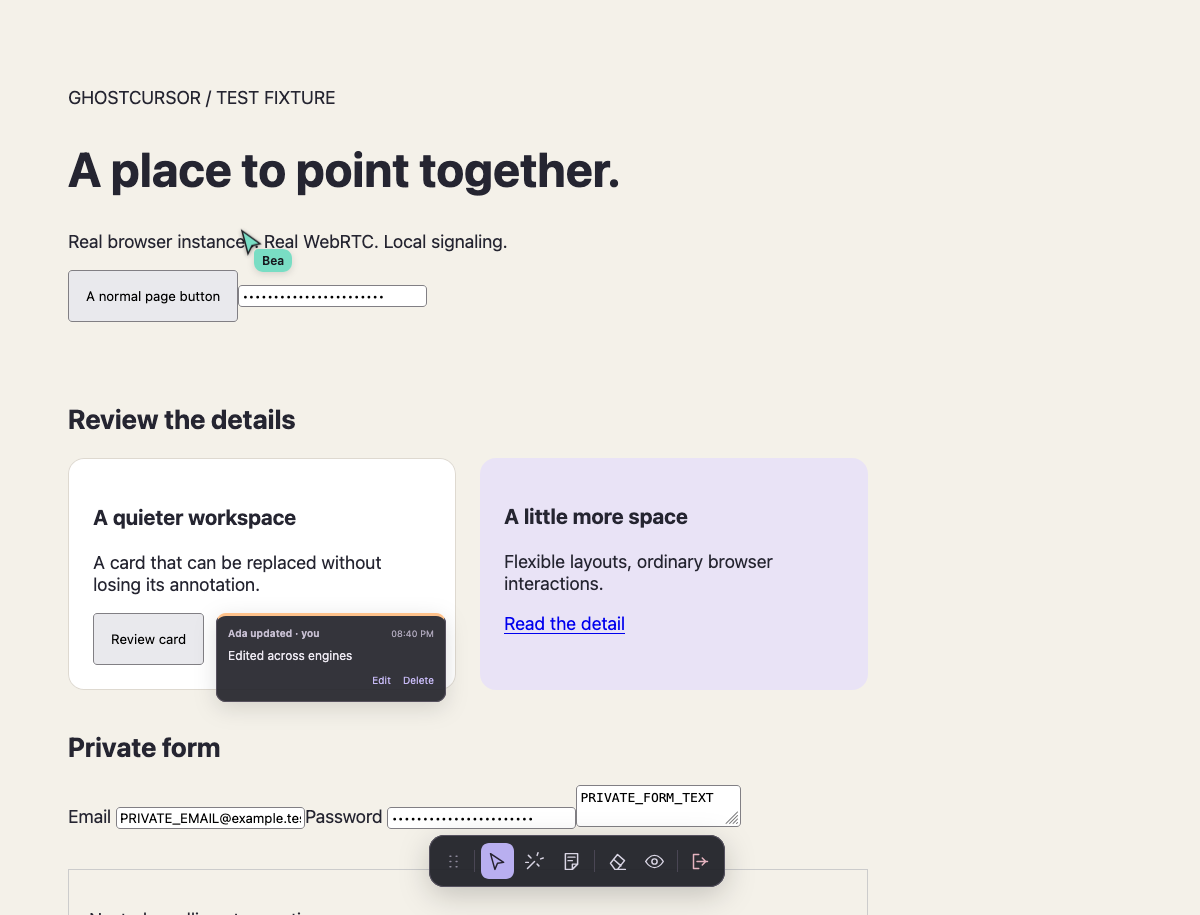 GHOSTCURSOR / TEST FIXTURE
A place to point together.
Real browser instance. Real WebRTC. Local signaling.
Bea
A normal page button
•••••••••••••••••••••••
Review the details
A quieter workspace
A card that can be replaced without
losing its annotation.
Review card
Ada updated · you
08:40 PM
Edited across engines
Edit Delete
A little more space
Flexible layouts, ordinary browser
interactions.
Read the detail
Private form
Email PRIVATE_EMAIL@example.tes Password •••••••••••••••••••••••
PRIVATE_FORM_TEXT